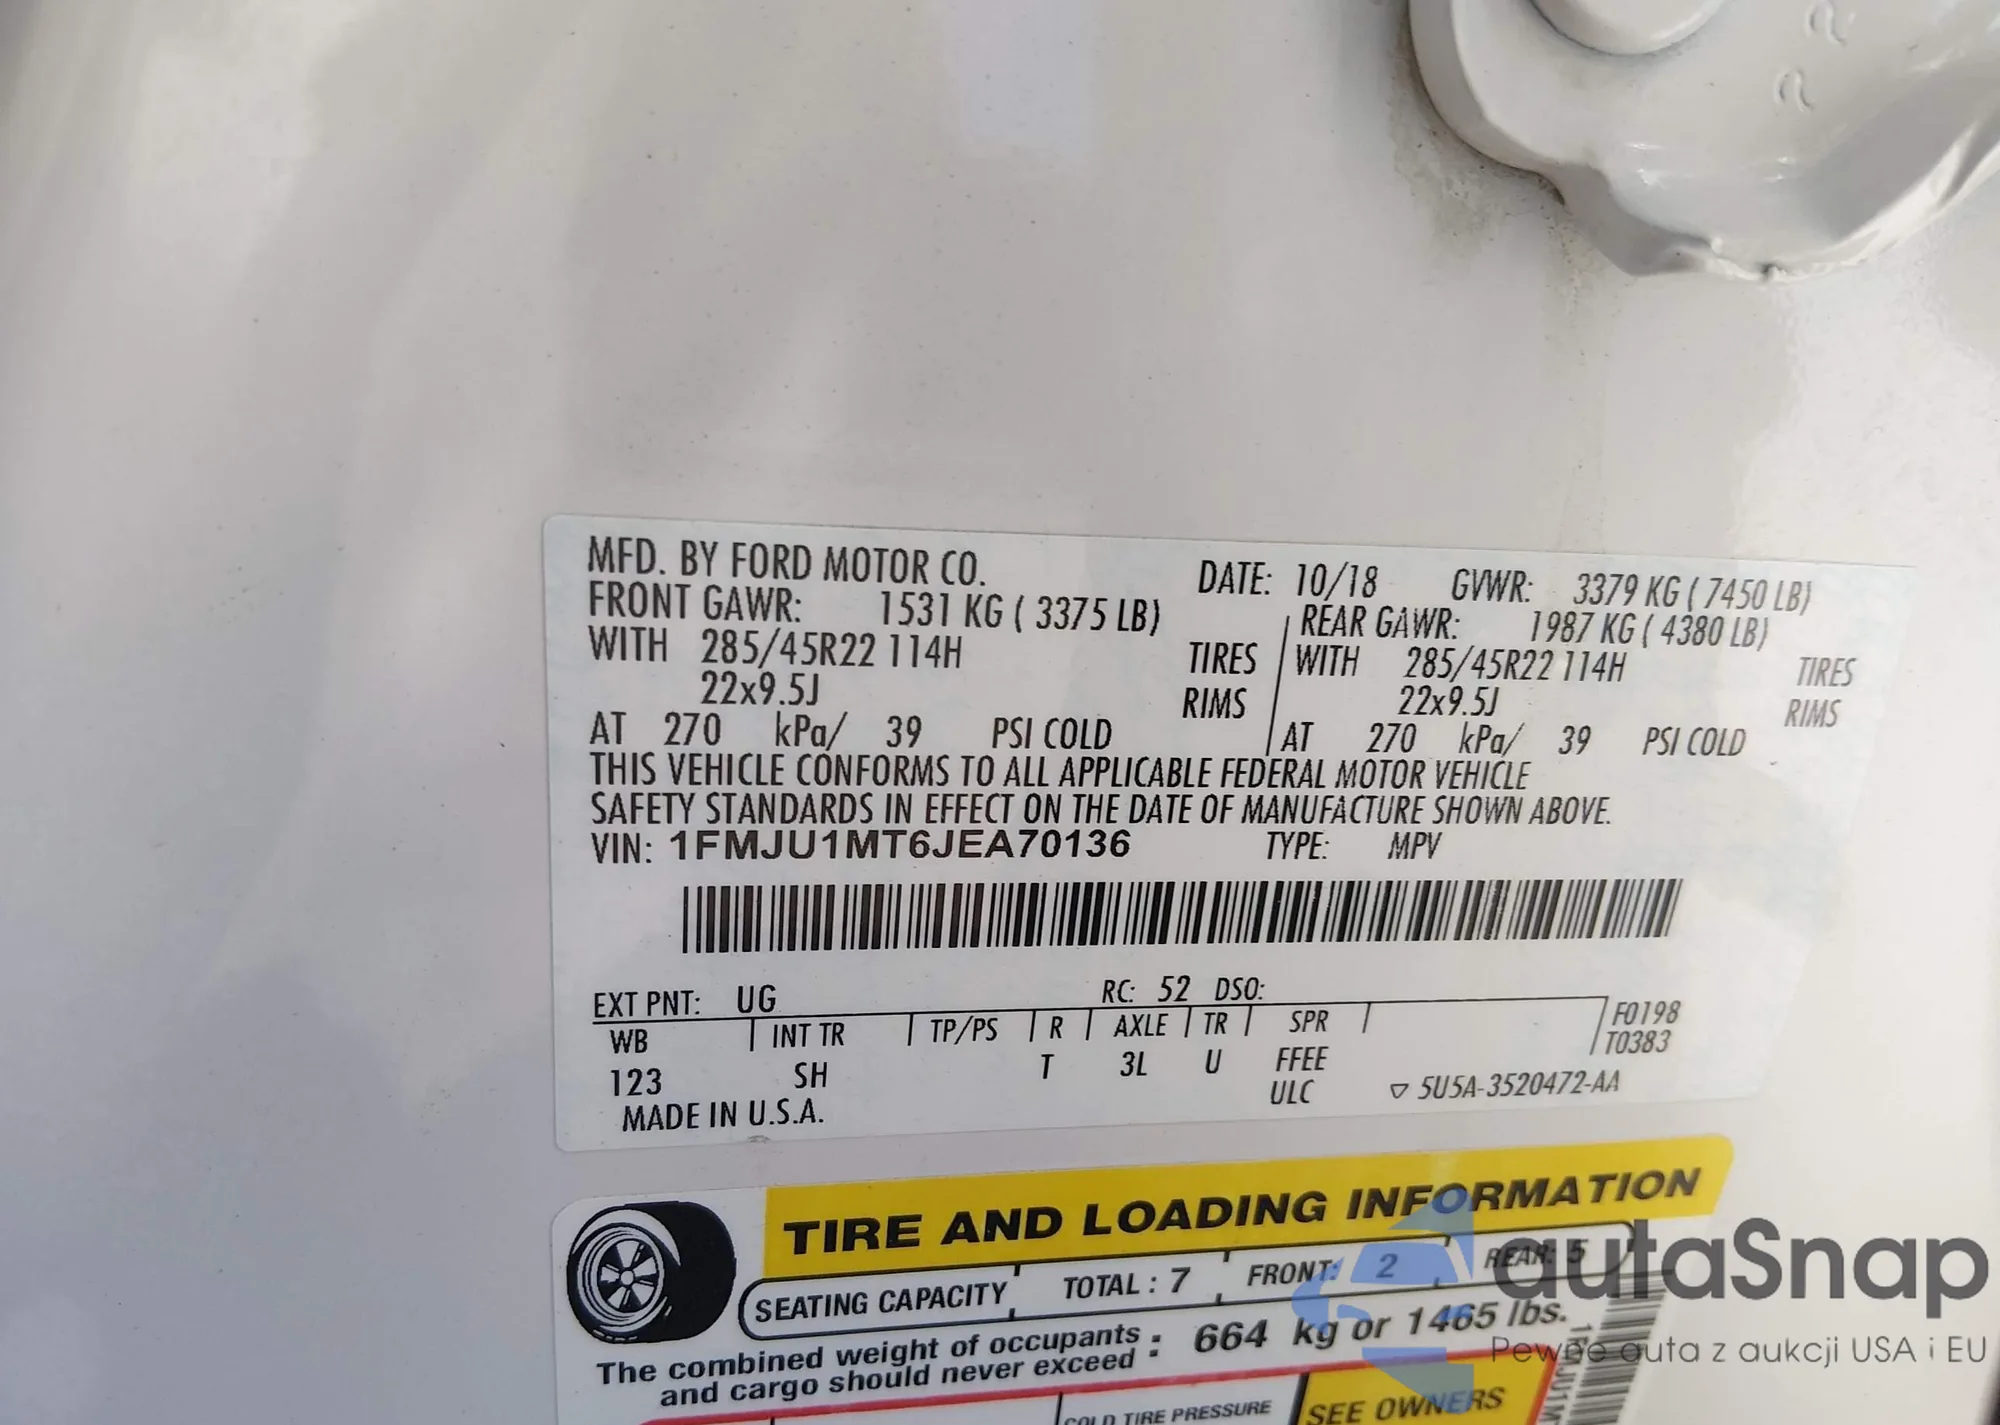 MFD. BY FORD MOTOR CO. DATE: 10/18 GVWR: 3379 KG ( 7450 LB)
FRONT GAWR: 1531 KG ( 3375 LB) REAR GAWR: 1987 KG ( 4380 LB)
WITH 285/45R22 114H TIRES WITH 285/45R22 114H TIRES
22x9.5J RIMS 22x9.5J RIMS
AT 270 kPa/ 39 PSI COLD AT 270 kPa/ 39 PSI COLD
THIS VEHICLE CONFORMS TO ALL APPLICABLE FEDERAL MOTOR VEHICLE
SAFETY STANDARDS IN EFFECT ON THE DATE OF MANUFACTURE SHOWN ABOVE.
VIN: 1FMJU1MT6JEA70136 TYPE: MPV
EXT PNT: UG RC: 52 DSO:
WB INT TR TP/PS R AXLE TR SPR F0198
T0383
123 SH T 3L U FFEE
ULC ▽ 5U5A-3520472-AA
MADE IN U.S.A.
TIRE AND LOADING INFORMATION
SEATING CAPACITY TOTAL : 7 FRONT: 2 REAR: 5
The combined weight of occupants : 664 kg or 1465 lbs.
and cargo should never exceed
COLD TIRE PRESSURE SEE OWNERS
autaSnap
Pewne auta z aukcji USA i EU